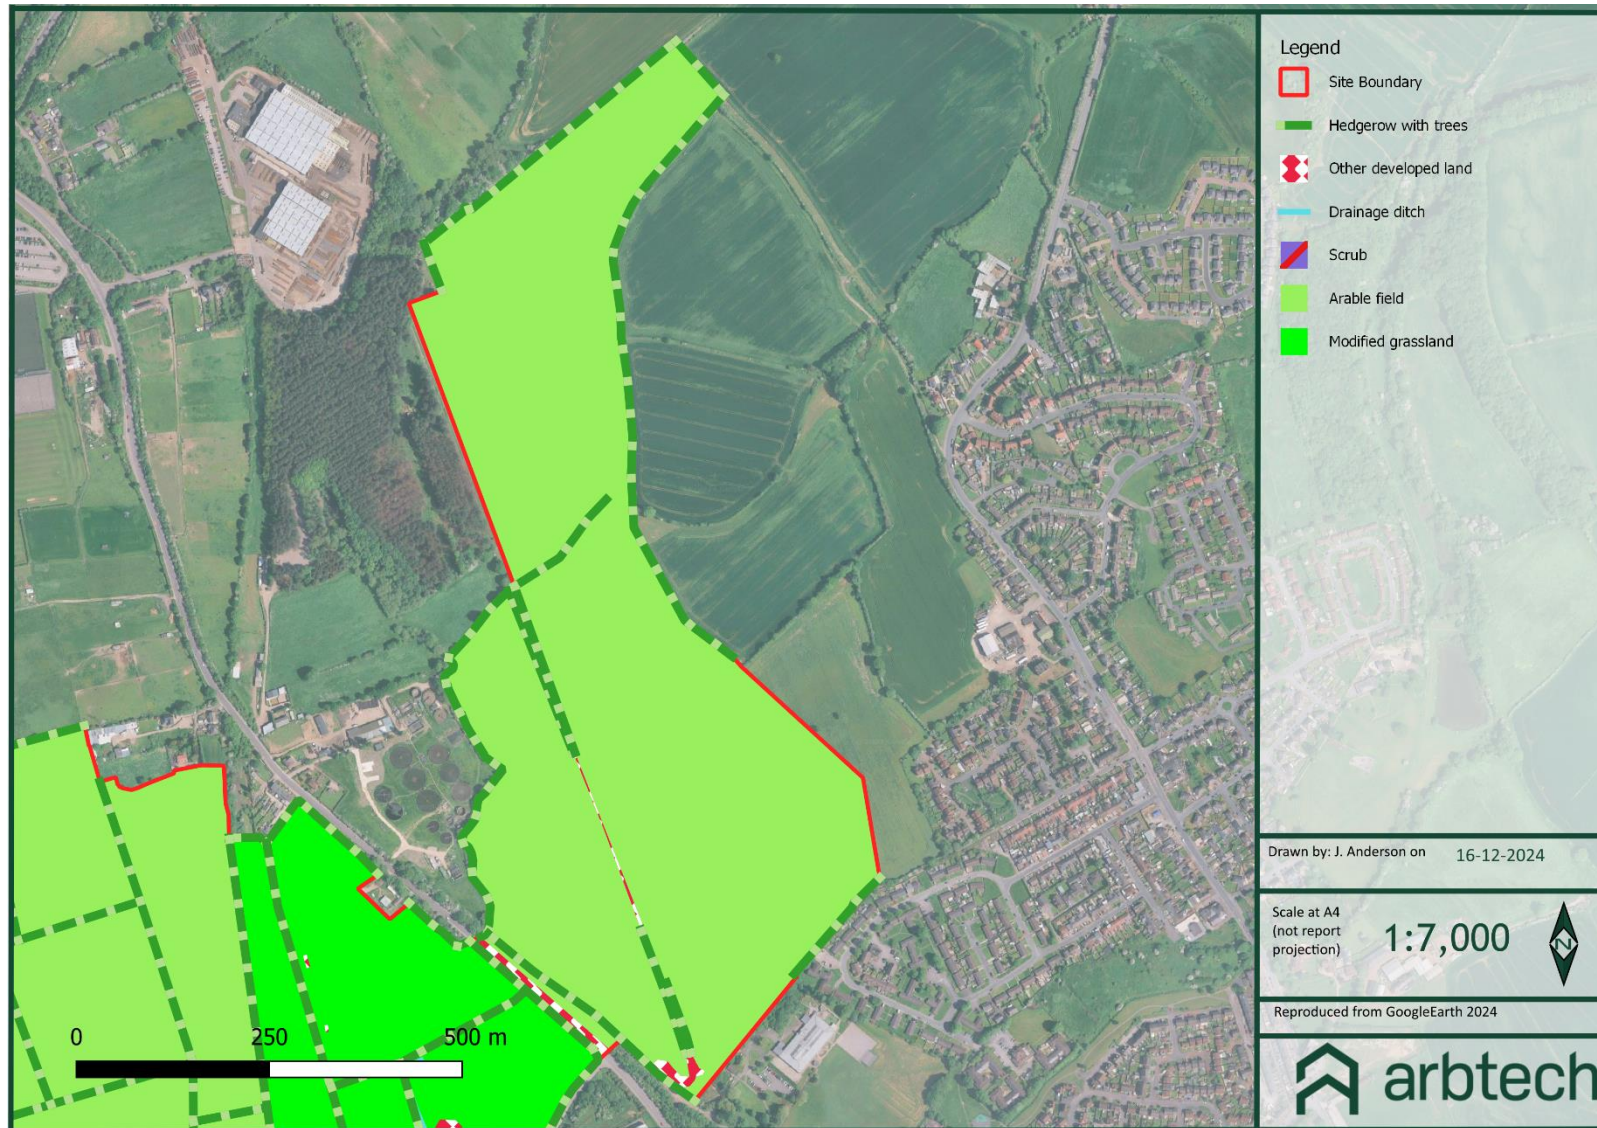 Legend
Site Boundary
Hedgerow with trees
Other developed land
Drainage ditch
Scrub
Arable field
Modified grassland
Drawn by: J. Anderson on 16-12-2024
Scale at A4
(not report
projection)
1:7,000
N
Reproduced from GoogleEarth 2024
arbtech
0 250 500 m